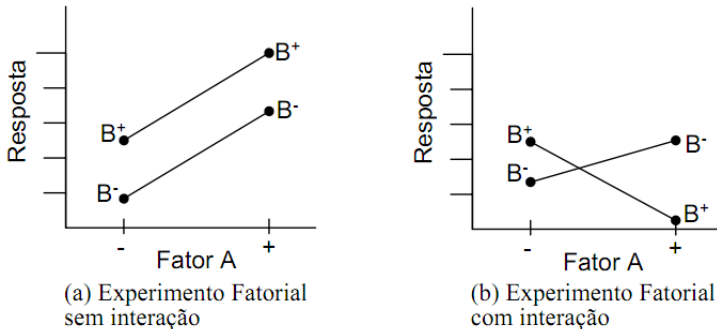 Resposta
B⁺
B⁺
B⁻
B⁻
- +
Fator A
(a) Experimento Fatorial
sem interação
Resposta
B⁺
B⁻
B⁻
B⁺
- +
Fator A
(b) Experimento Fatorial
com interação